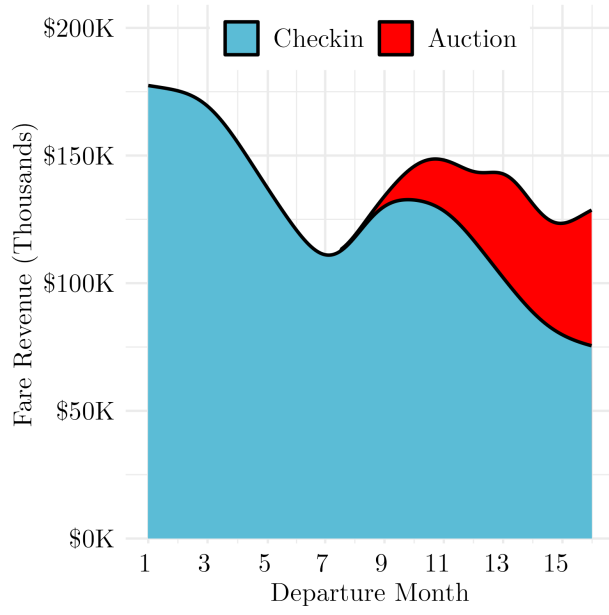 Checkin Auction
Fare Revenue (Thousands)
$200K
$150K
$100K
$50K
$0K
1 3 5 7 9 11 13 15
Departure Month